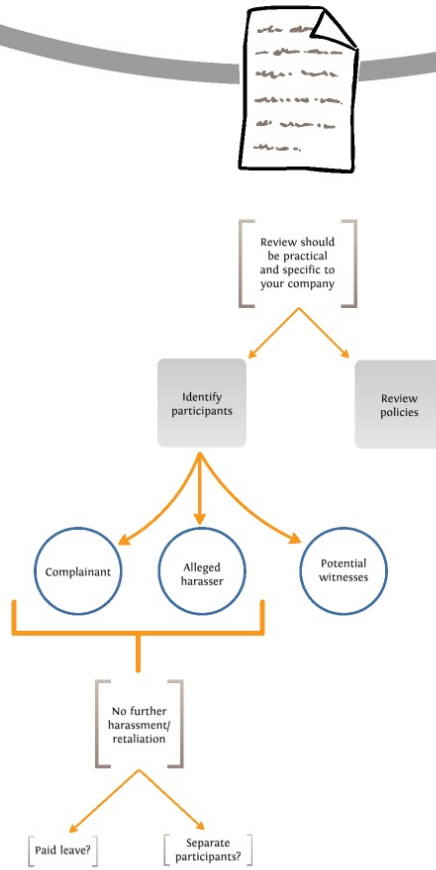 Review should
be practical
and specific to
your company
Identify
participants
Review
policies
Complainant
Alleged
harasser
Potential
witnesses
No further
harassment/
retaliation
Paid leave?
Separate
participants?